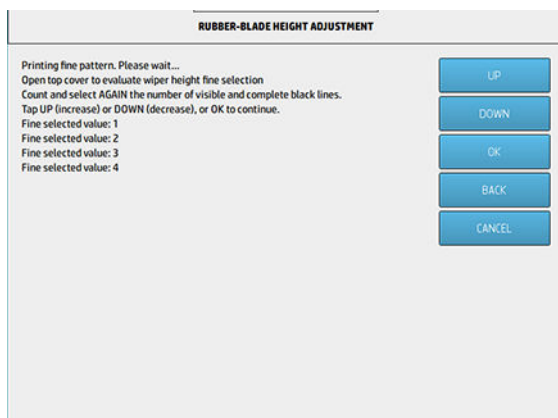 RUBBER-BLADE HEIGHT ADJUSTMENT
Printing fine pattern. Please wait...
Open top cover to evaluate wiper height fine selection
Count and select AGAIN the number of visible and complete black lines.
Tap UP (increase) or DOWN (decrease), or OK to continue.
Fine selected value: 1
Fine selected value: 2
Fine selected value: 3
Fine selected value: 4
UP
DOWN
OK
BACK
CANCEL